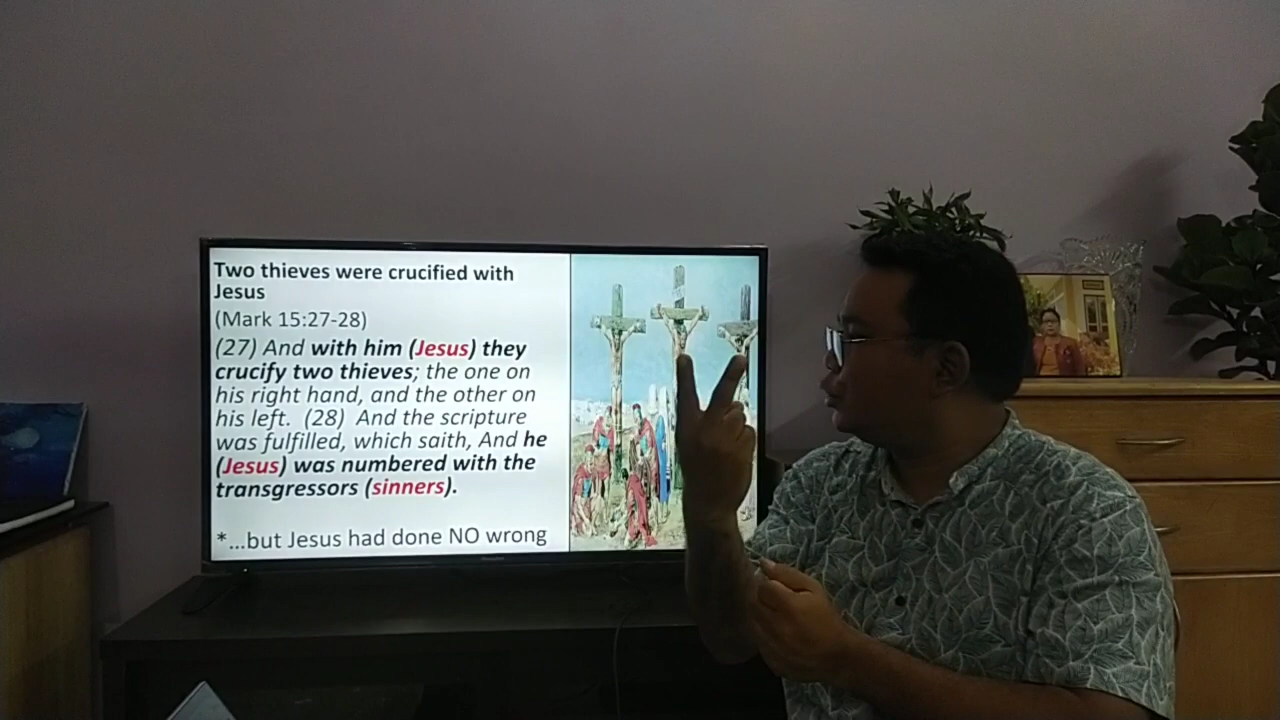 Two thieves were crucified with
Jesus
(Mark 15:27-28)
(27) And with him (Jesus) they
crucify two thieves; the one on
his right hand, and the other on
his left. (28) And the scripture
was fulfilled, which saith, And he
(Jesus) was numbered with the
transgressors (sinners).
*...but Jesus had done NO wrong